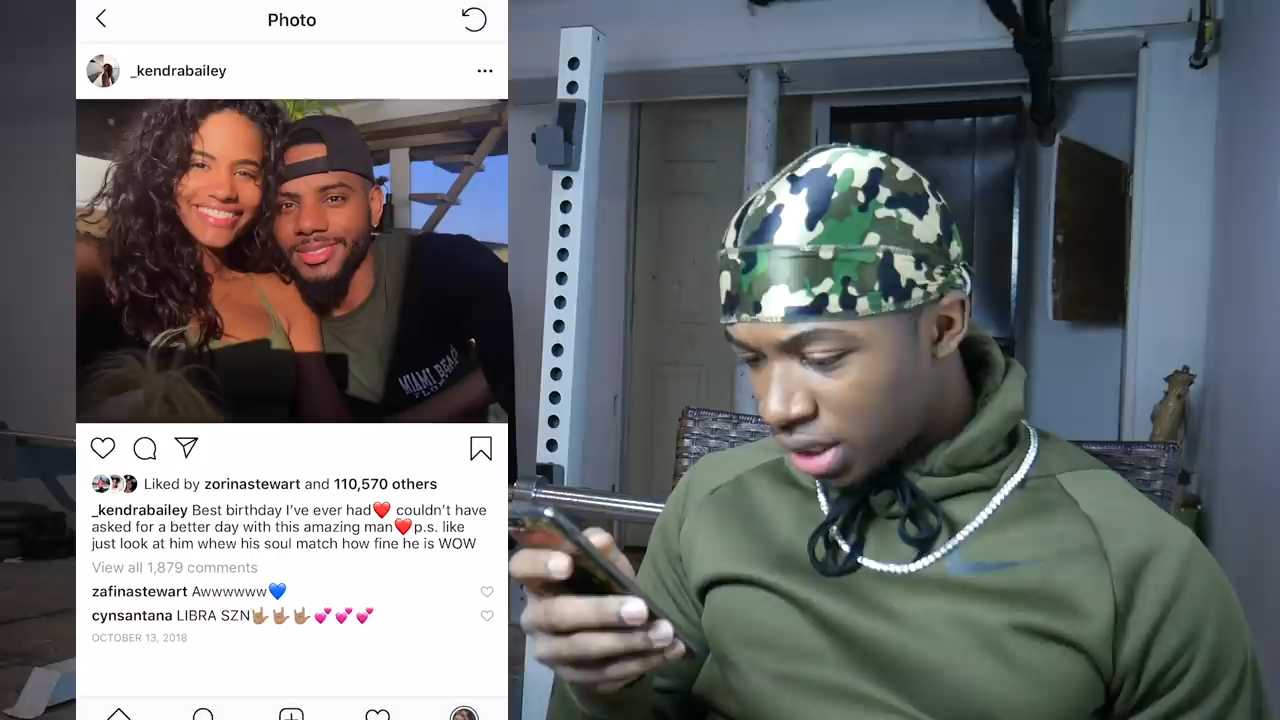 Photo
_kendrabailey
MIAMI BEACH
Liked by zorinastewart and 110,570 others
_kendrabailey Best birthday I've ever had❤️ couldn't have
asked for a better day with this amazing man❤️p.s. like
just look at him whew his soul match how fine he is WOW
View all 1,879 comments
zafinastewart Awwwwww💙
cynsantana LIBRA SZN🤟🏽🤟🏽🤟🏽💕💕💕
OCTOBER 13, 2018